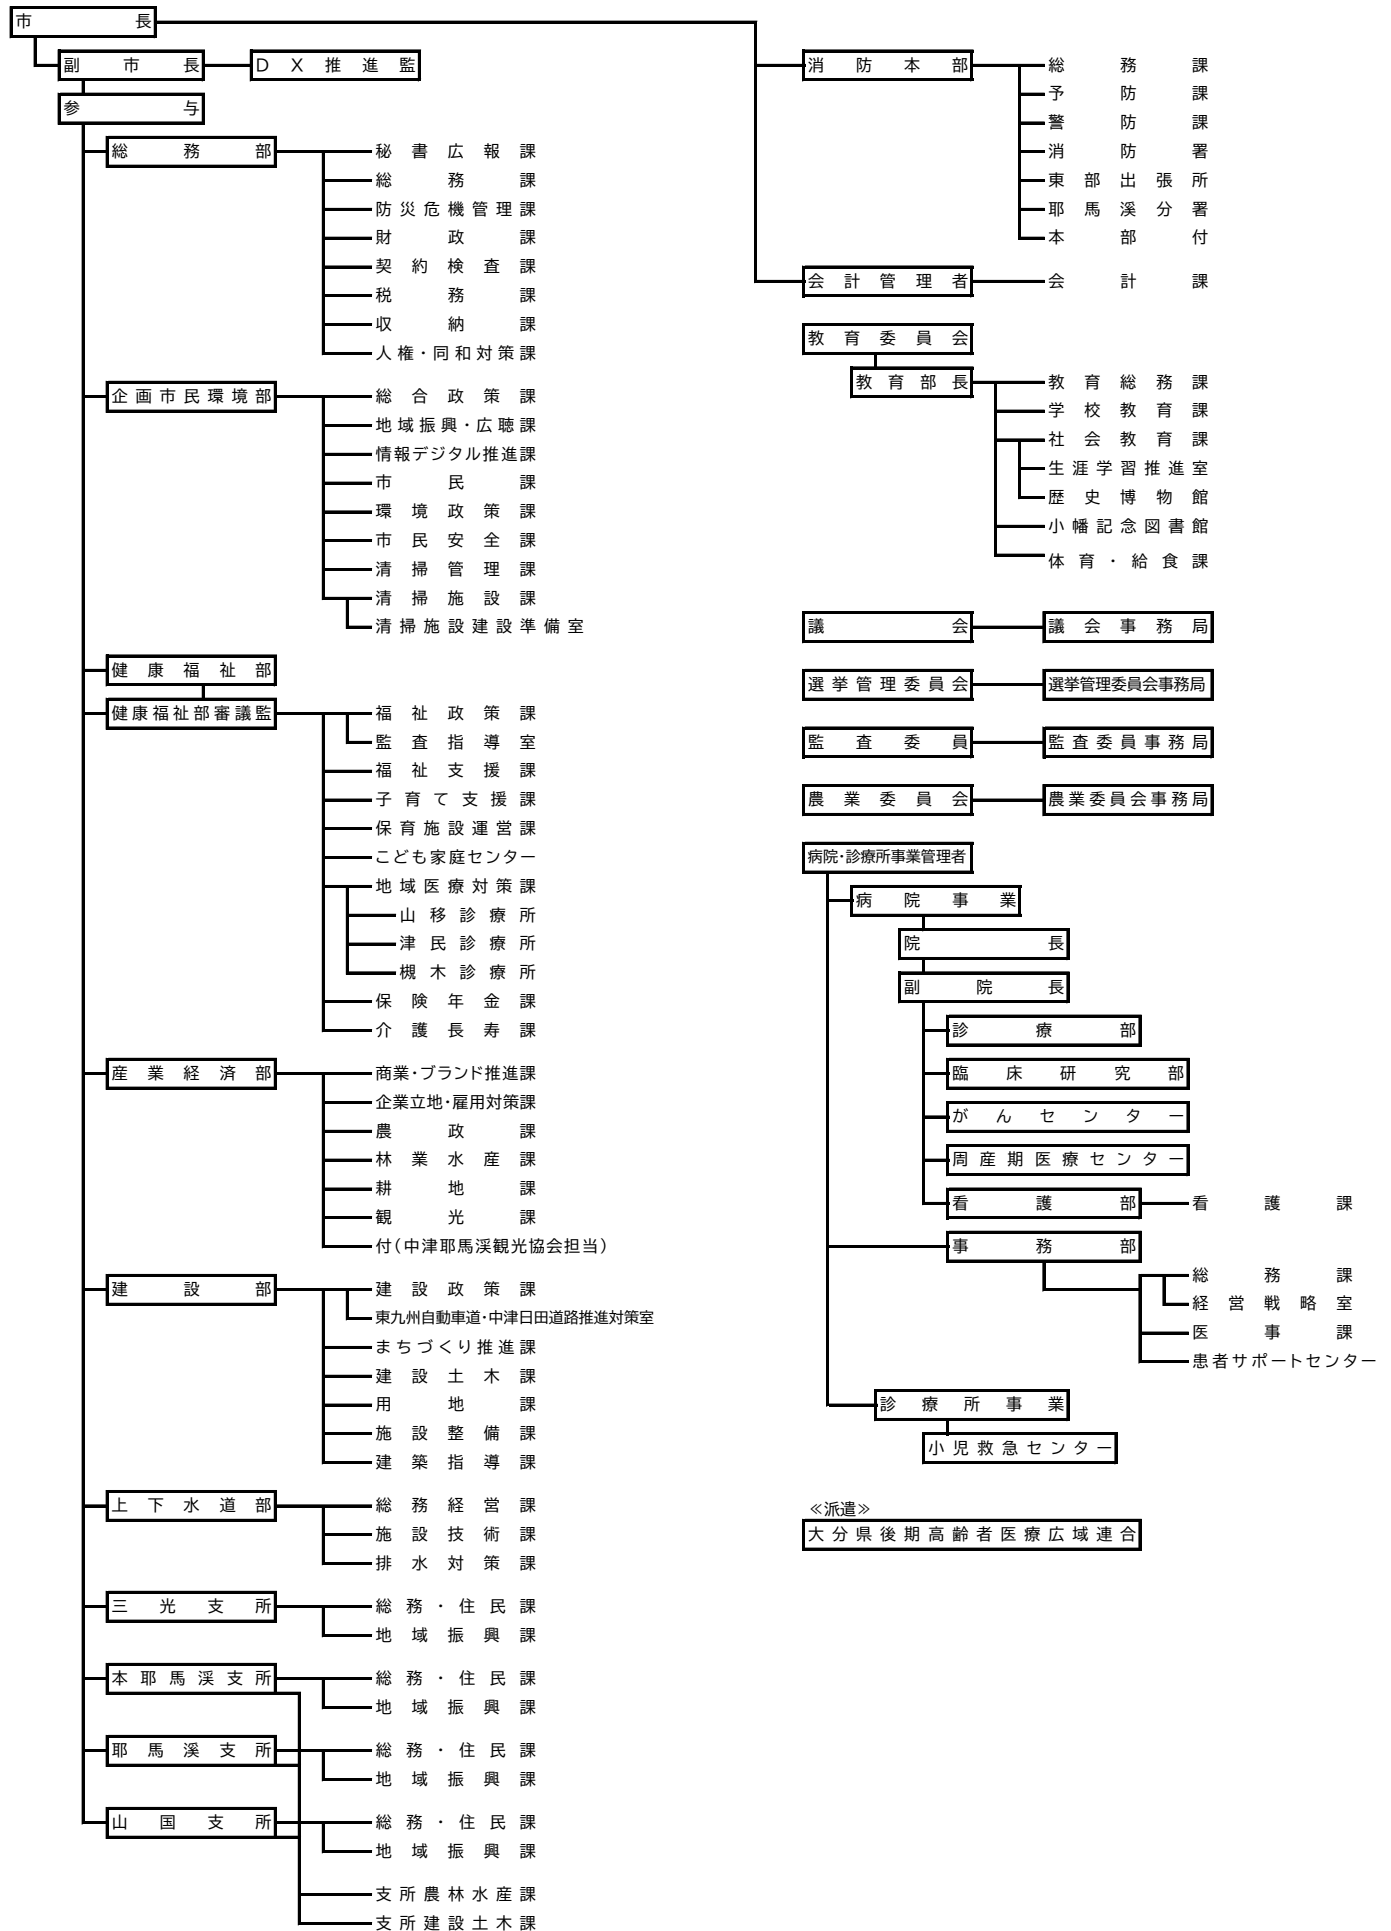 市長
副市長
DX推進監
参与
総務部
秘書広報課
総務課
防災危機管理課
財政課
契約検査課
税務課
収納課
人権・同和対策課
企画市民環境部
総合政策課
地域振興・広聴課
情報デジタル推進課
市民課
環境政策課
市民安全課
清掃管理課
清掃施設課
清掃施設建設準備室
健康福祉部
健康福祉部審議監
福祉政策課
監査指導室
福祉支援課
子育て支援課
保育施設運営課
こども家庭センター
地域医療対策課
山移診療所
津民診療所
槻木診療所
保険年金課
介護長寿課
産業経済部
商業・ブランド推進課
企業立地・雇用対策課
農政課
林業水産課
耕地課
観光課
付(中津耶馬渓観光協会担当)
建設部
建設政策課
東九州自動車道・中津日田道路推進対策室
まちづくり推進課
建設土木課
用地課
施設整備課
建築指導課
上下水道部
総務経営課
施設技術課
排水対策課
三光支所
総務・住民課
地域振興課
本耶馬渓支所
総務・住民課
地域振興課
耶馬溪支所
総務・住民課
地域振興課
山国支所
総務・住民課
地域振興課
支所農林水産課
支所建設土木課
消防本部
総務課
予防課
警防課
消防署
東部出張所
耶馬溪分署
本部付
会計管理者
会計課
教育委員会
教育部長
教育総務課
学校教育課
社会教育課
生涯学習推進室
歴史博物館
小幡記念図書館
体育・給食課
議会
議会事務局
選挙管理委員会
選挙管理委員会事務局
監査委員
監査委員事務局
農業委員会
農業委員会事務局
病院・診療所事業管理者
病院事業
院長
副院長
診療部
臨床研究部
がんセンター
周産期医療センター
看護部
看護課
事務部
総務課
経営戦略室
医事課
患者サポートセンター
診療所事業
小児救急センター
≪派遣≫
大分県後期高齢者医療広域連合